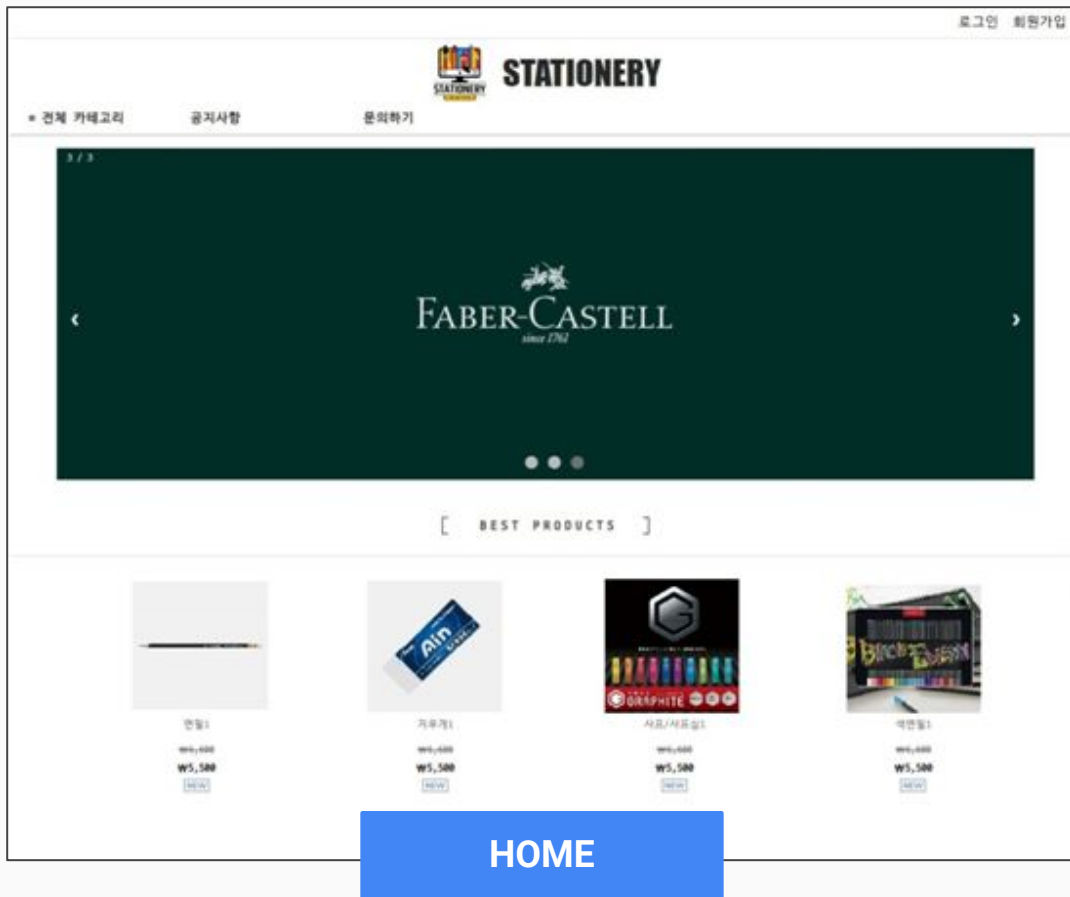 로그인 회원가입
STATIONERY
STATIONERY
≡ 전체 카테고리 공지사항 문의하기
3 / 3
FABER-CASTELL
since 1761
[ BEST PRODUCTS ]
Ain
GRAPHITE
연필1 지우개1 샤프/샤프심1 색연필1
₩5,500 ₩5,500 ₩5,500 ₩5,500
NEW NEW NEW NEW
HOME